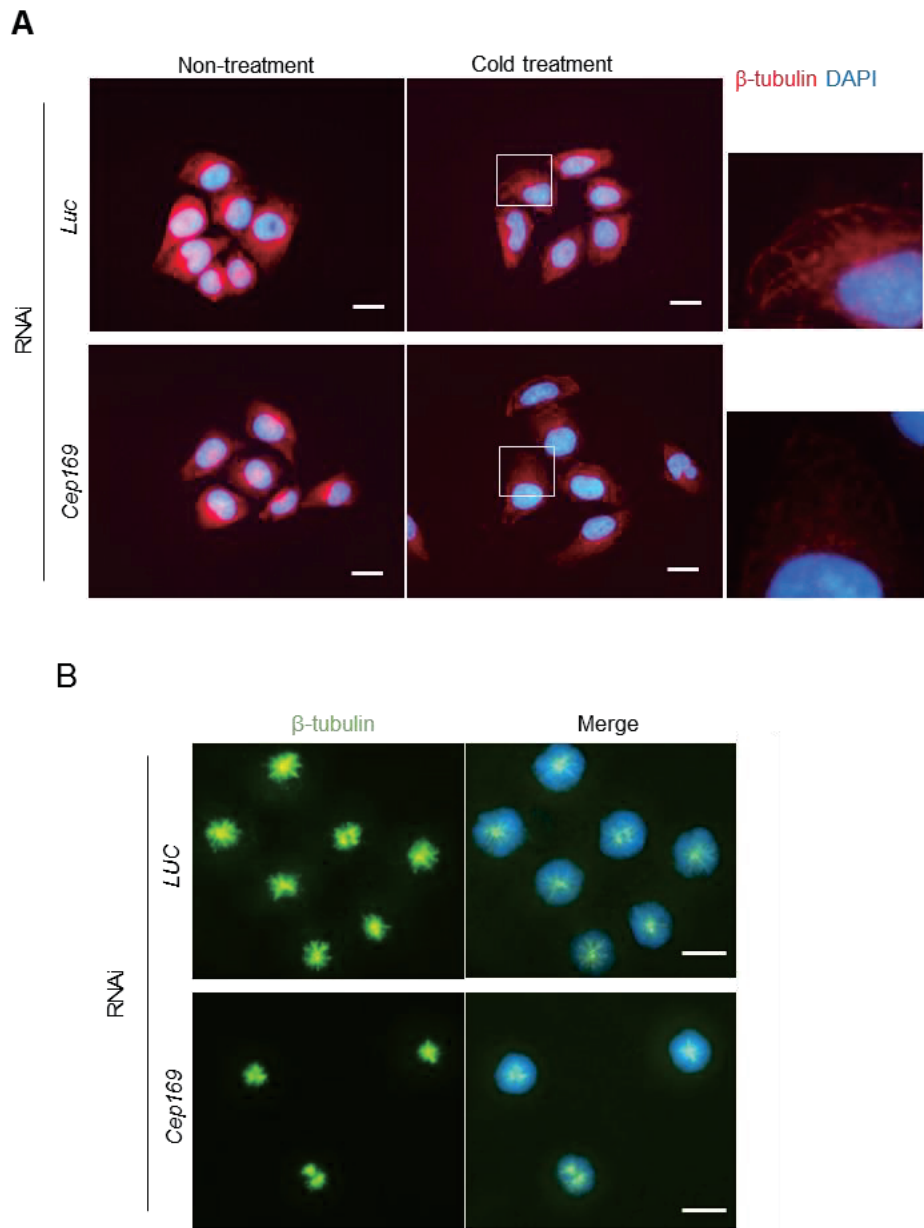 A
Non-treatment
Cold treatment
β-tubulin DAPI
RNAi
Luc
Cep169
B
β-tubulin
Merge
RNAi
LUC
Cep169